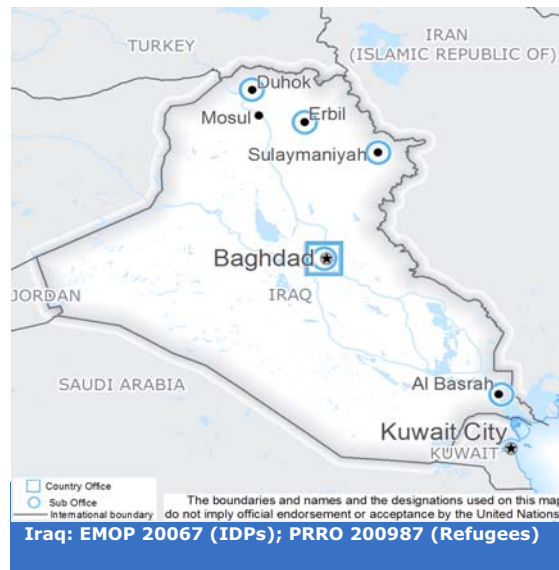 TURKEY
IRAN
(ISLAMIC REPUBLIC OF)
Duhok
Mosul
Erbil
Sulaymaniyah
Baghdad
IRAQ
JORDAN
SAUDI ARABIA
Al Basrah
Kuwait City
KUWAIT
Country Office
Sub Office
International boundary
The boundaries and names and the designations used on this map
do not imply official endorsement or acceptance by the United Nations
Iraq: EMOP 20067 (IDPs); PRRO 200987 (Refugees)